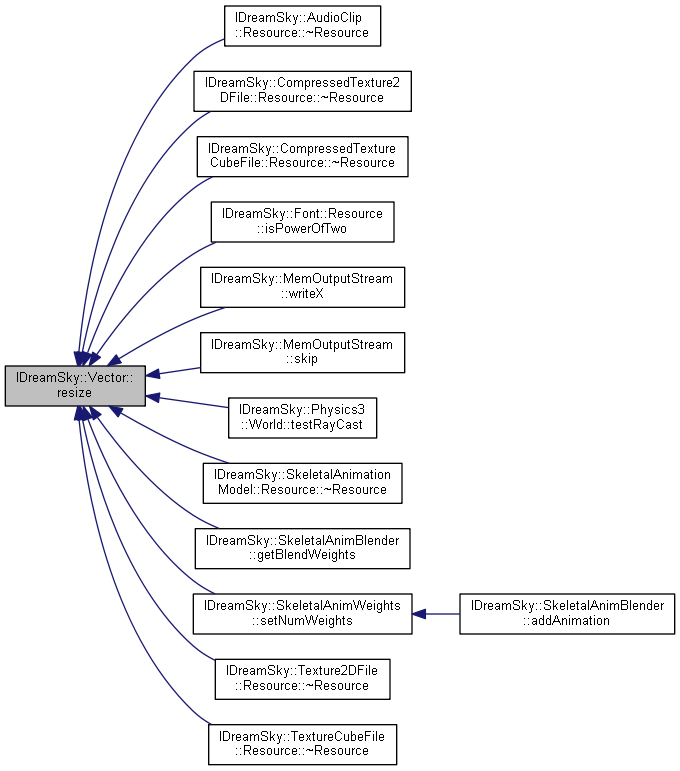 IDreamSky::AudioClip
::Resource::~Resource
IDreamSky::CompressedTexture2
DFile::Resource::~Resource
IDreamSky::CompressedTexture
CubeFile::Resource::~Resource
IDreamSky::Font::Resource
::isPowerOfTwo
IDreamSky::MemOutputStream
::writeX
IDreamSky::MemOutputStream
::skip
IDreamSky::Vector::
resize
IDreamSky::Physics3
::World::testRayCast
IDreamSky::SkeletalAnimation
Model::Resource::~Resource
IDreamSky::SkeletalAnimBlender
::getBlendWeights
IDreamSky::SkeletalAnimWeights
::setNumWeights
IDreamSky::SkeletalAnimBlender
::addAnimation
IDreamSky::Texture2DFile
::Resource::~Resource
IDreamSky::TextureCubeFile
::Resource::~Resource